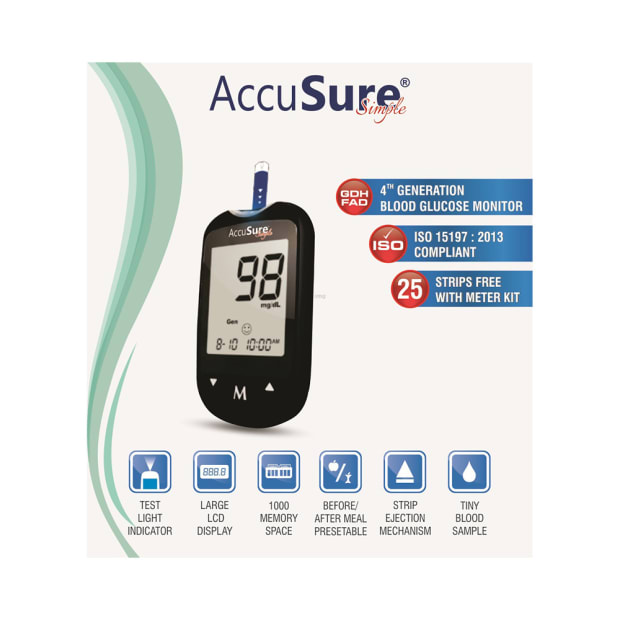 AccuSure®
Simple
GDH
FAD
4TH GENERATION
BLOOD GLUCOSE MONITOR
ISO
ISO 15197 : 2013
COMPLIANT
25
STRIPS FREE
WITH METER KIT
AccuSure
Simple
98
mg/dL
Gen
8-10 10:00AM
M
888.8
TEST
LIGHT
INDICATOR
LARGE
LCD
DISPLAY
1000
MEMORY
SPACE
BEFORE/
AFTER MEAL
PRESETABLE
STRIP
EJECTION
MECHANISM
TINY
BLOOD
SAMPLE